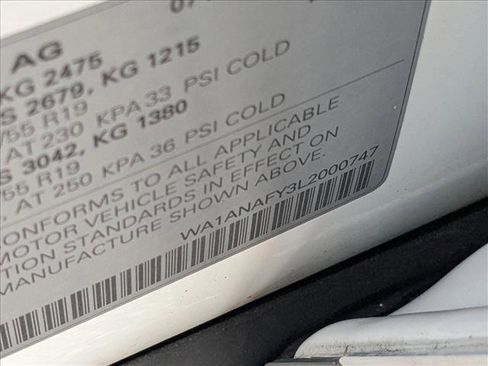 AG
KG 2475
2679, KG 1215
/55 R19
AT 230 KPA 33 PSI COLD
S 3042, KG 1380
/55 R19
, AT 250 KPA 36 PSI COLD
CONFORMS TO ALL APPLICABLE
MOTOR VEHICLE SAFETY AND
TION STANDARDS IN EFFECT ON
MANUFACTURE SHOWN ABOVE.
WA1ANAFY3L2000747